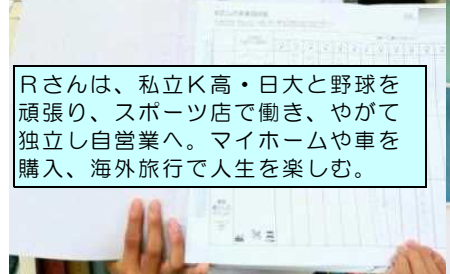 Rさんは、私立K高・日大と野球を
頑張り、スポーツ店で働き、やがて
独立し自営業へ。マイホームや車を
購入、海外旅行で人生を楽しむ。